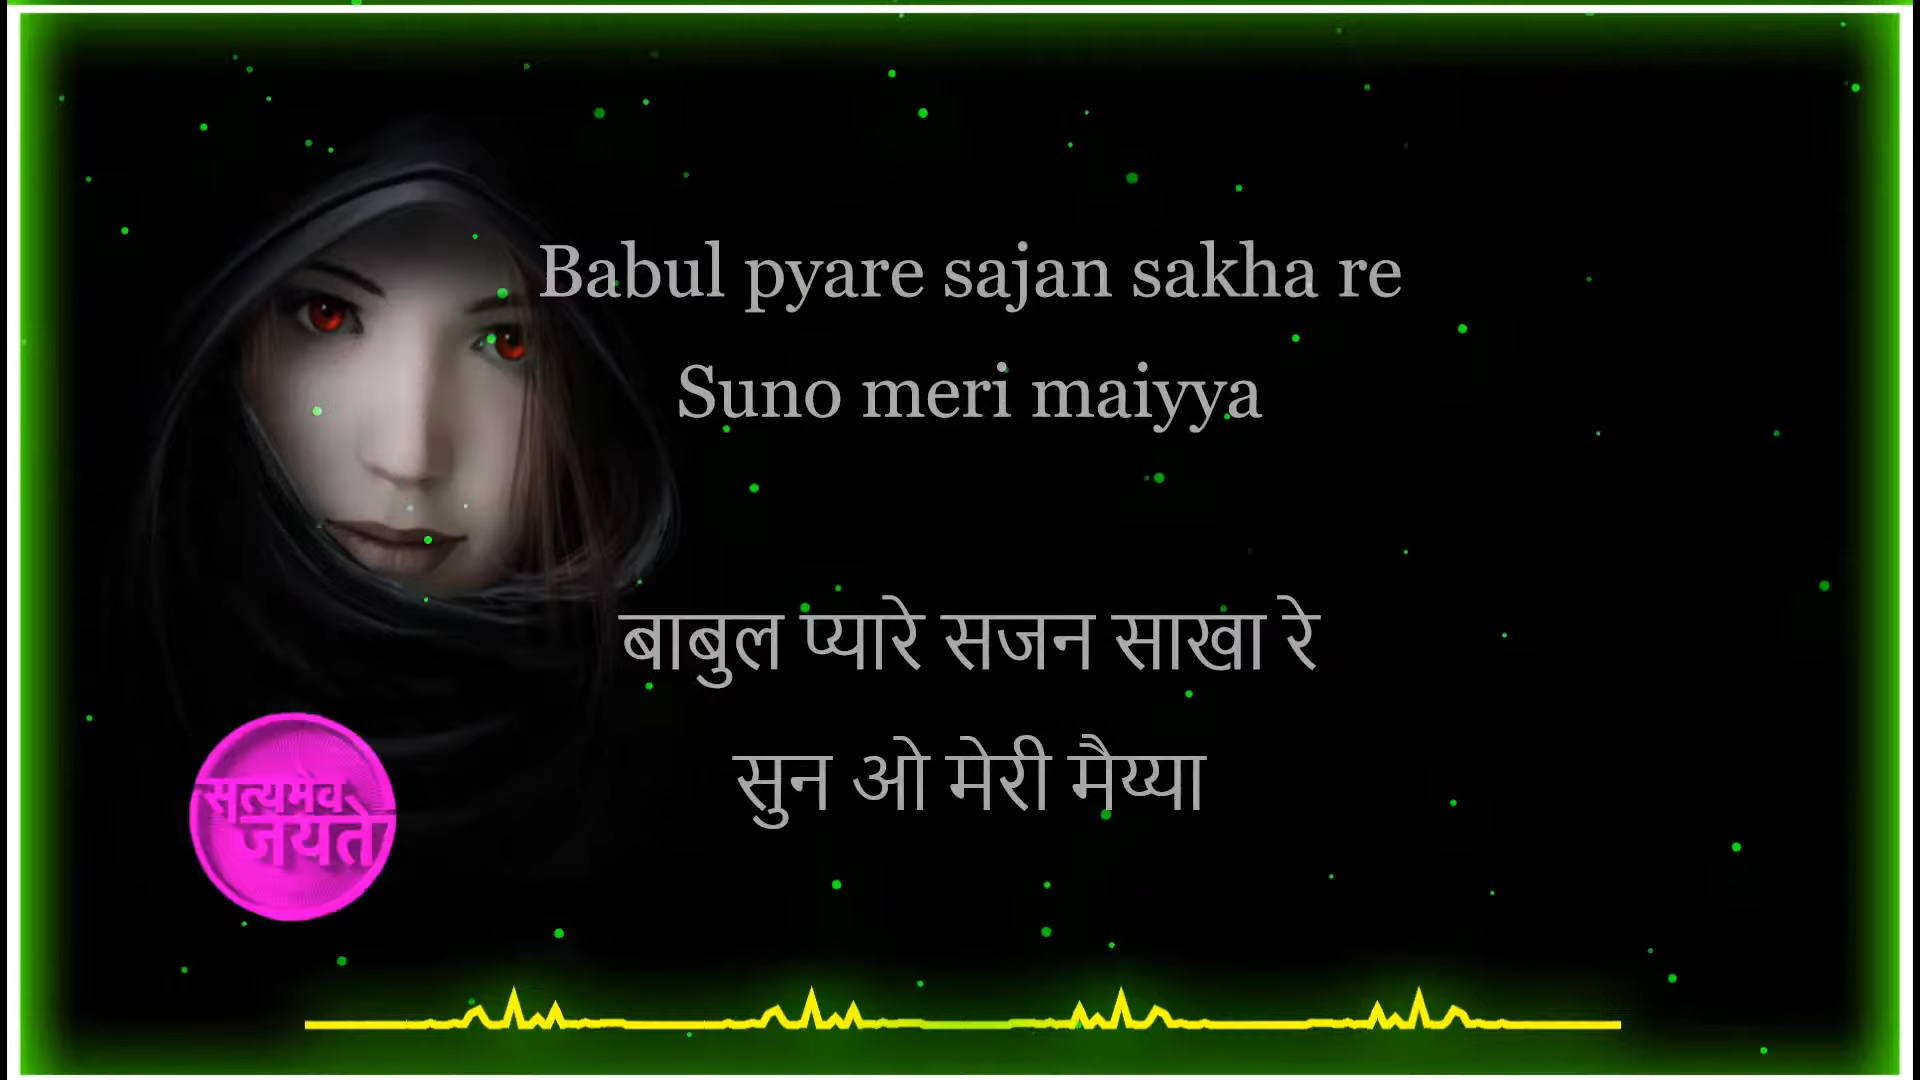 Babul pyare sajan sakha re
Suno meri maiyya
बाबुल प्यारे सजन साखा रे
सुन ओ मेरी मैय्या
सत्यमेव
जयते